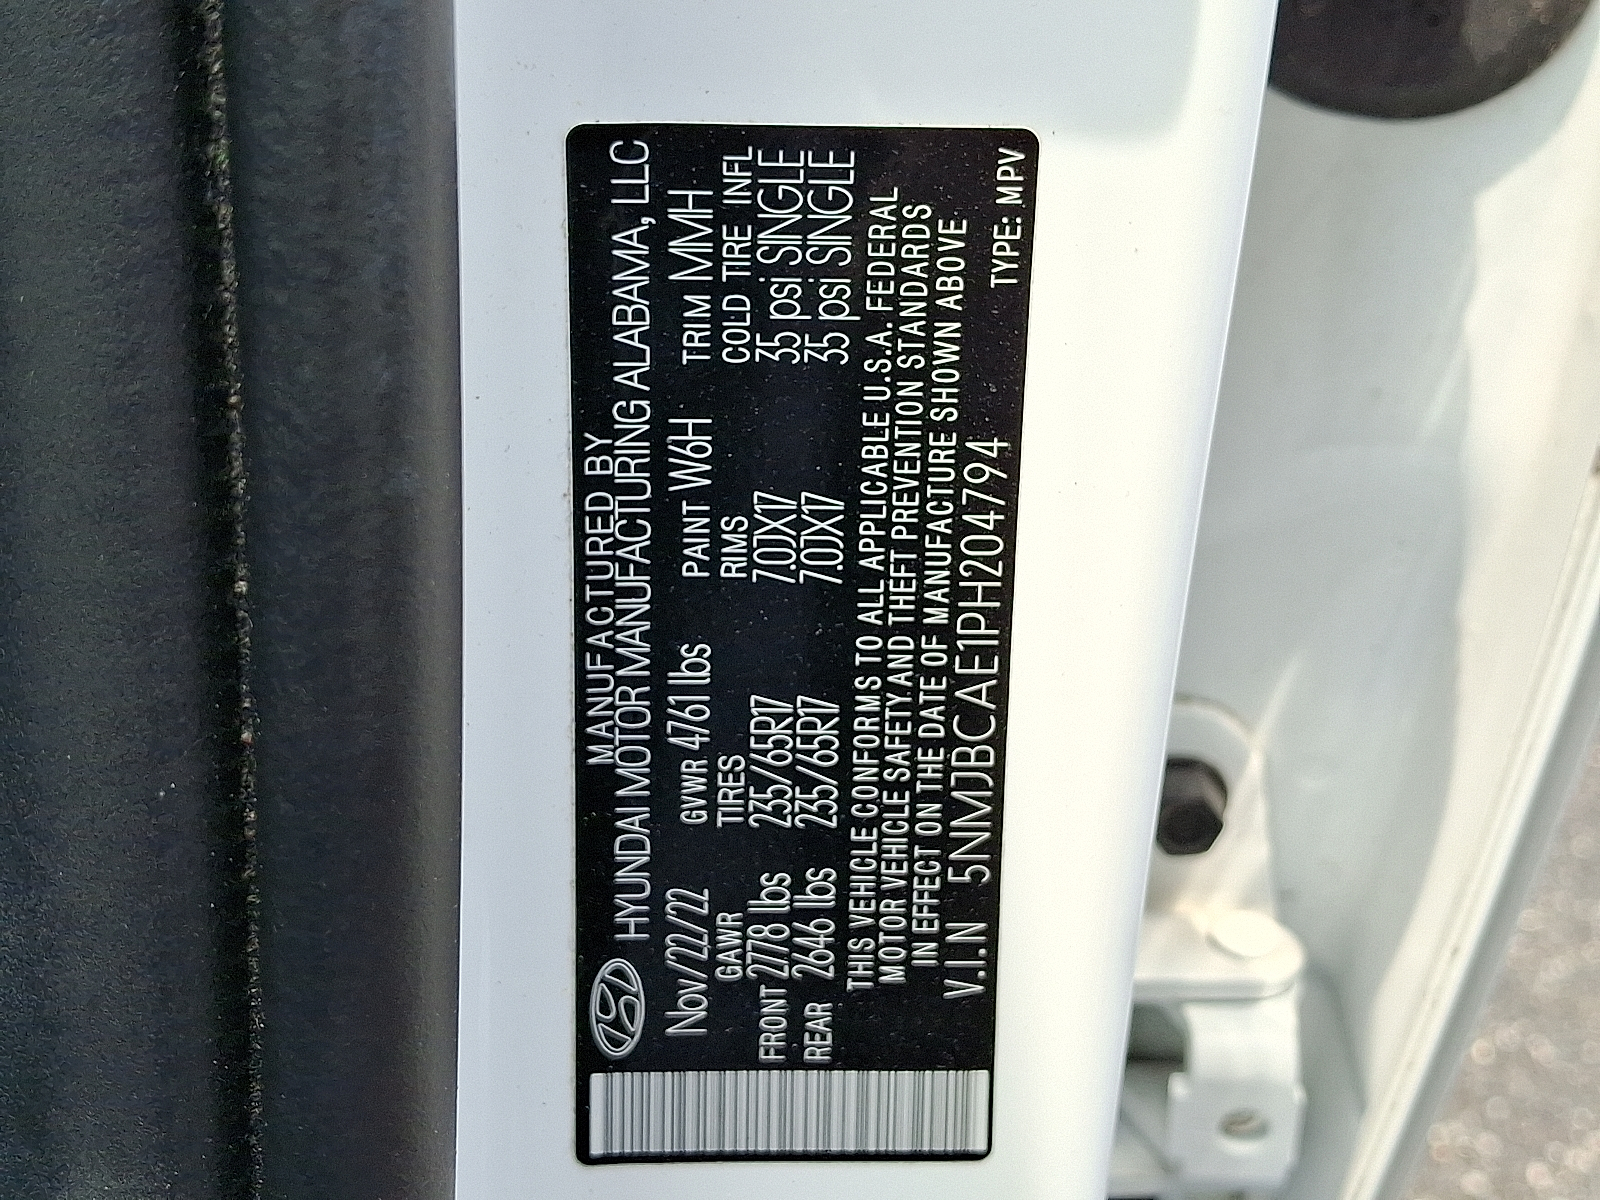 MANUFACTURED BY
HYUNDAI MOTOR MANUFACTURING ALABAMA, LLC
Nov/22/22 GVWR 4761 lbs PAINT W6H TRIM MMH
GAWR TIRES RIMS COLD TIRE INFL
FRONT 2778 lbs 235/65R17 7.0JX17 35 psi SINGLE
REAR 2646 lbs 235/65R17 7.0JX17 35 psi SINGLE
THIS VEHICLE CONFORMS TO ALL APPLICABLE U.S.A. FEDERAL
MOTOR VEHICLE SAFETY AND THEFT PREVENTION STANDARDS
IN EFFECT ON THE DATE OF MANUFACTURE SHOWN ABOVE
V.I.N 5NMJBCAE1PH204794 TYPE: MPV